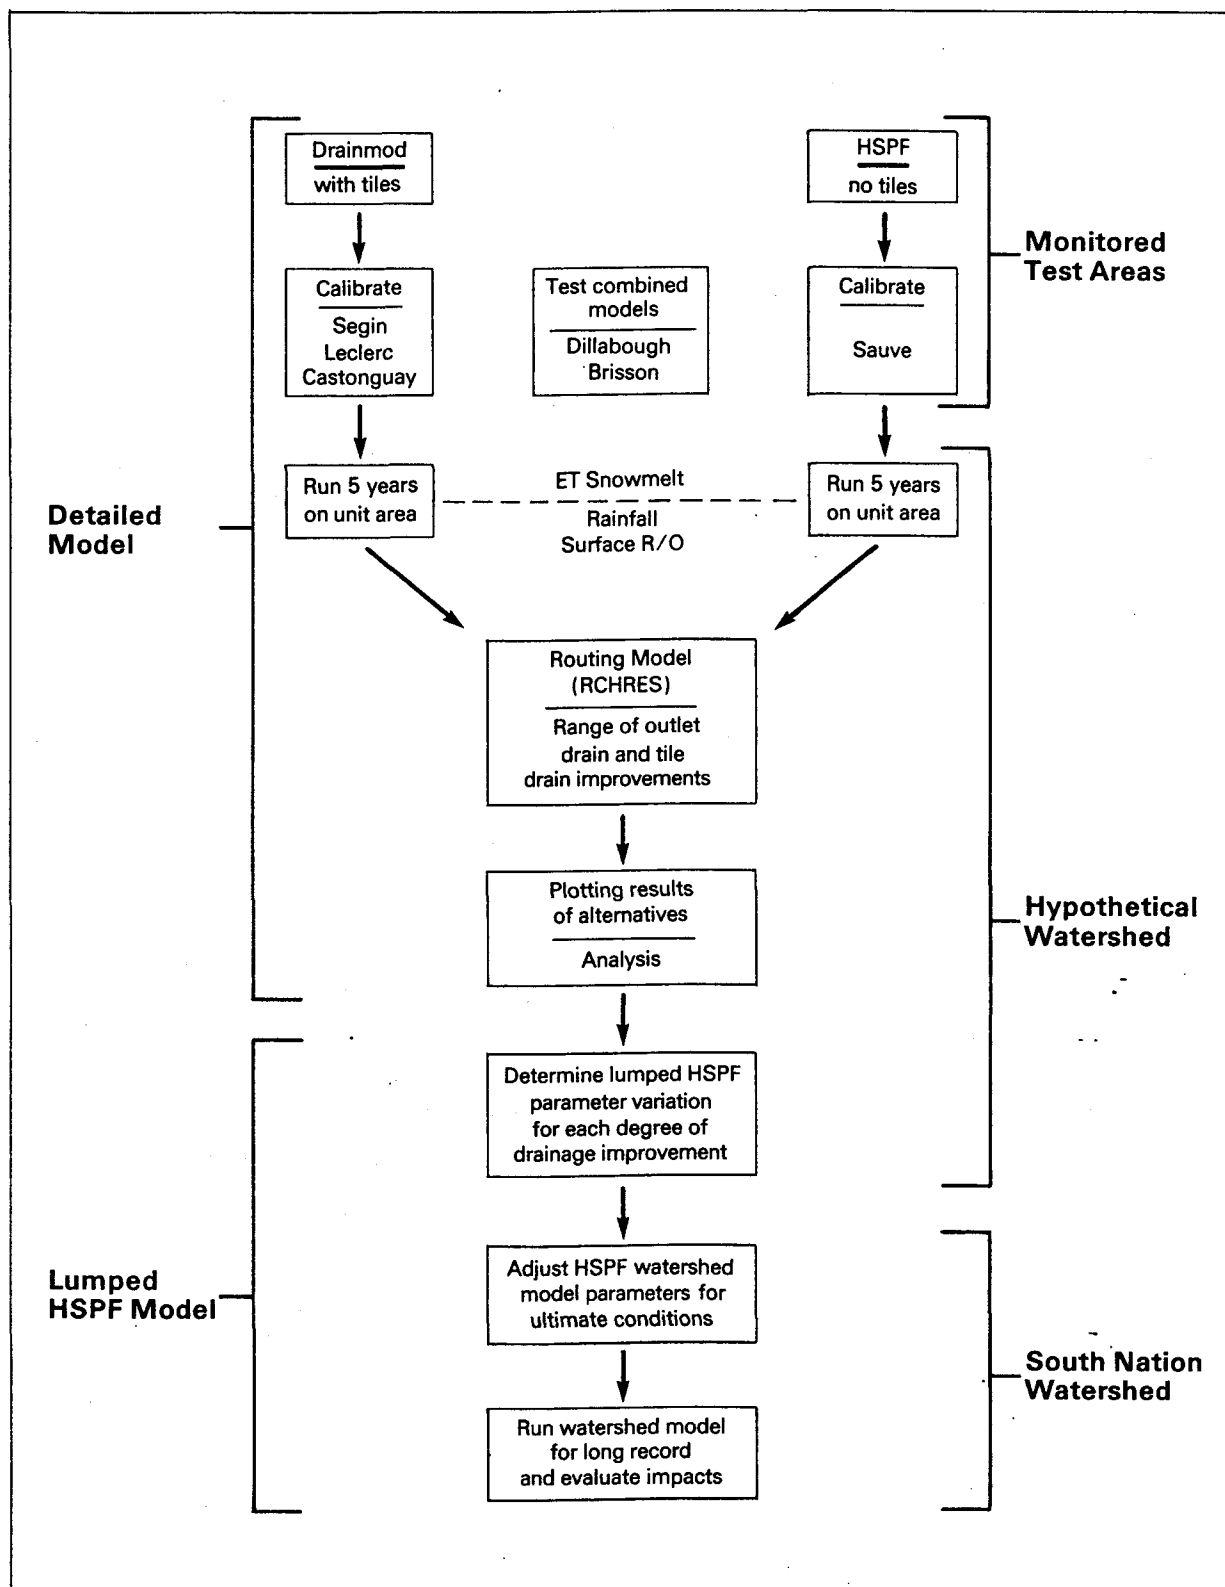 Drainmod
with tiles
HSPF
no tiles
Monitored
Test Areas
Calibrate
Segin
Leclerc
Castonguay
Test combined
models
Dillabough
Brisson
Calibrate
Sauve
Detailed
Model
Run 5 years
on unit area
ET Snowmelt
Rainfall
Surface R/O
Run 5 years
on unit area
Routing Model
(RCHRES)
Range of outlet
drain and tile
drain improvements
Plotting results
of alternatives
Analysis
Hypothetical
Watershed
Determine lumped HSPF
parameter variation
for each degree of
drainage improvement
Lumped
HSPF Model
Adjust HSPF watershed
model parameters for
ultimate conditions
South Nation
Watershed
Run watershed model
for long record
and evaluate impacts